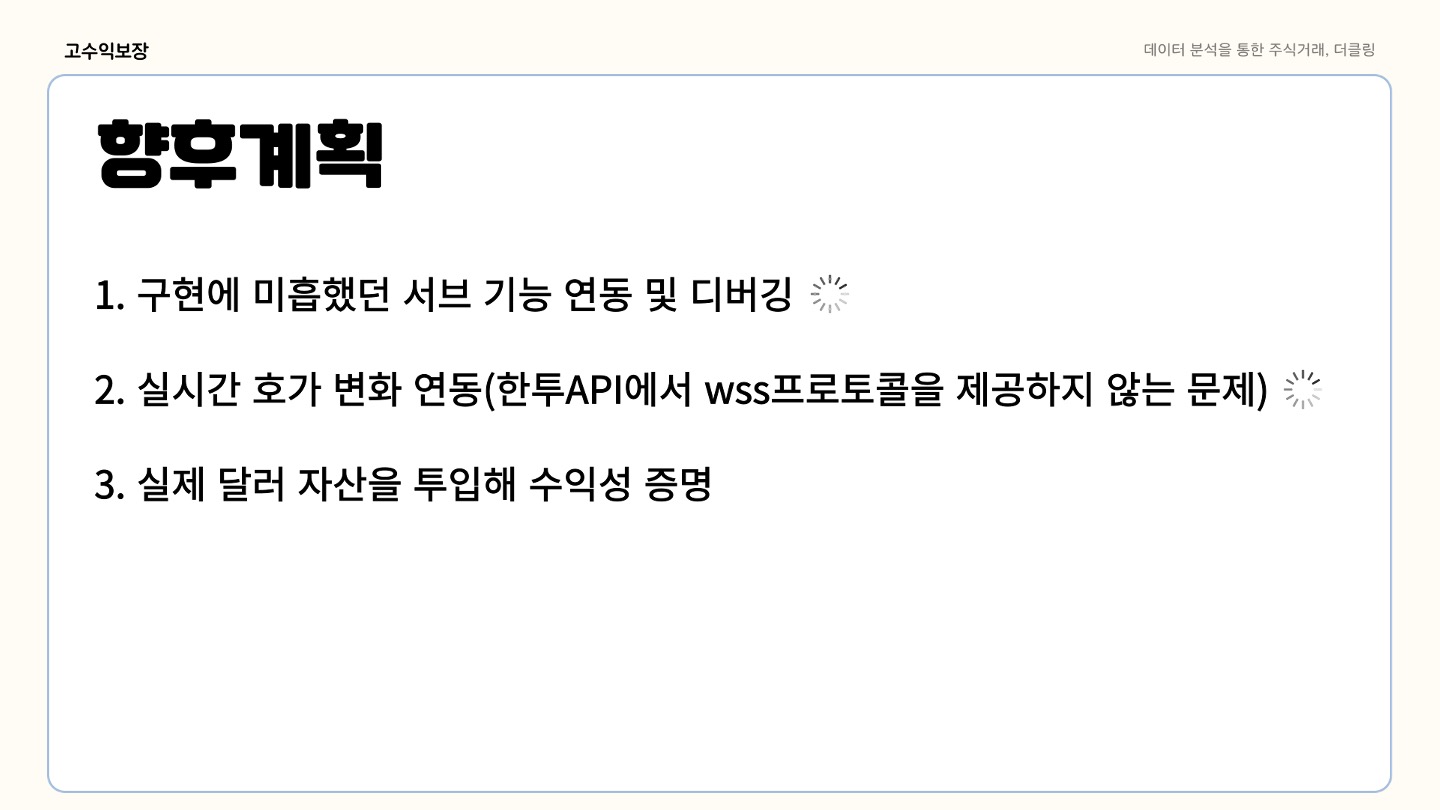 고수익보장
데이터 분석을 통한 주식거래, 더클링
향후계획
1. 구현에 미흡했던 서브 기능 연동 및 디버깅
2. 실시간 호가 변화 연동(한투API에서 wss프로토콜을 제공하지 않는 문제)
3. 실제 달러 자산을 투입해 수익성 증명